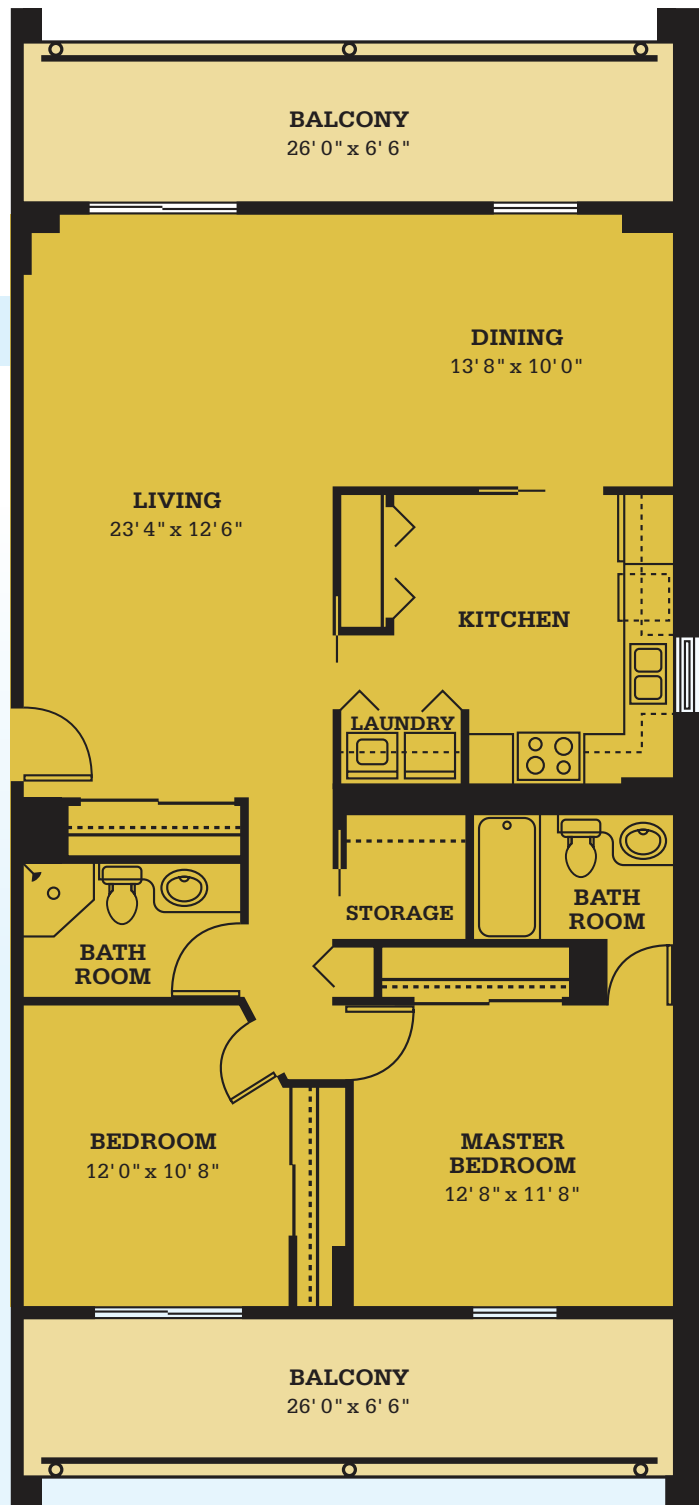 BALCONY
26' 0" x 6' 6"
DINING
13' 8" x 10' 0"
LIVING
23' 4" x 12' 6"
KITCHEN
LAUNDRY
STORAGE
BATH
ROOM
BATH
ROOM
BEDROOM
12' 0" x 10' 8"
MASTER
BEDROOM
12' 8" x 11' 8"
BALCONY
26' 0" x 6' 6"